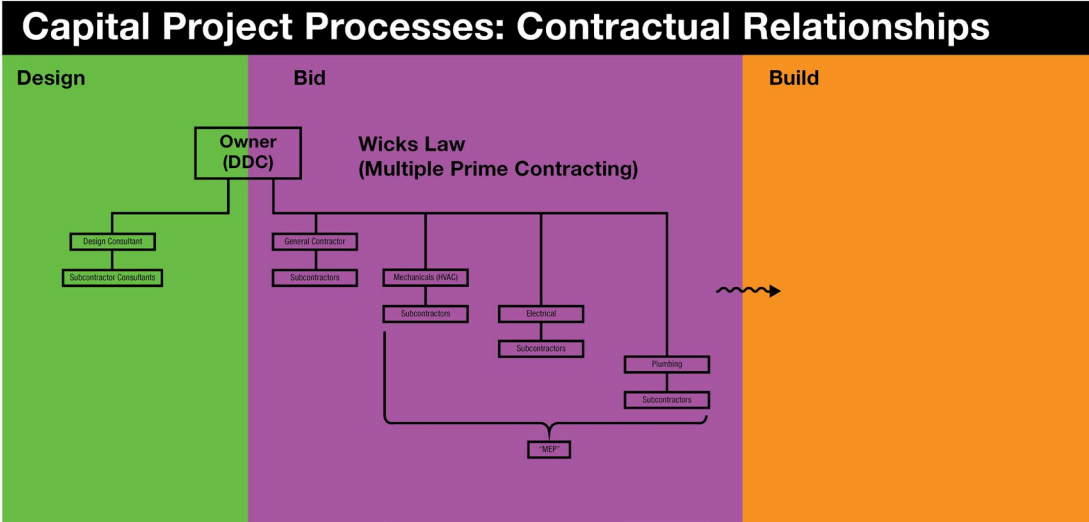 Capital Project Processes: Contractual Relationships
Design
Bid
Build
Owner
(DDC)
Wicks Law
(Multiple Prime Contracting)
Design Consultant
Subcontractor Consultants
General Contractor
Subcontractors
Mechanicals (HVAC)
Subcontractors
Electrical
Subcontractors
Plumbing
Subcontractors
"MEP"